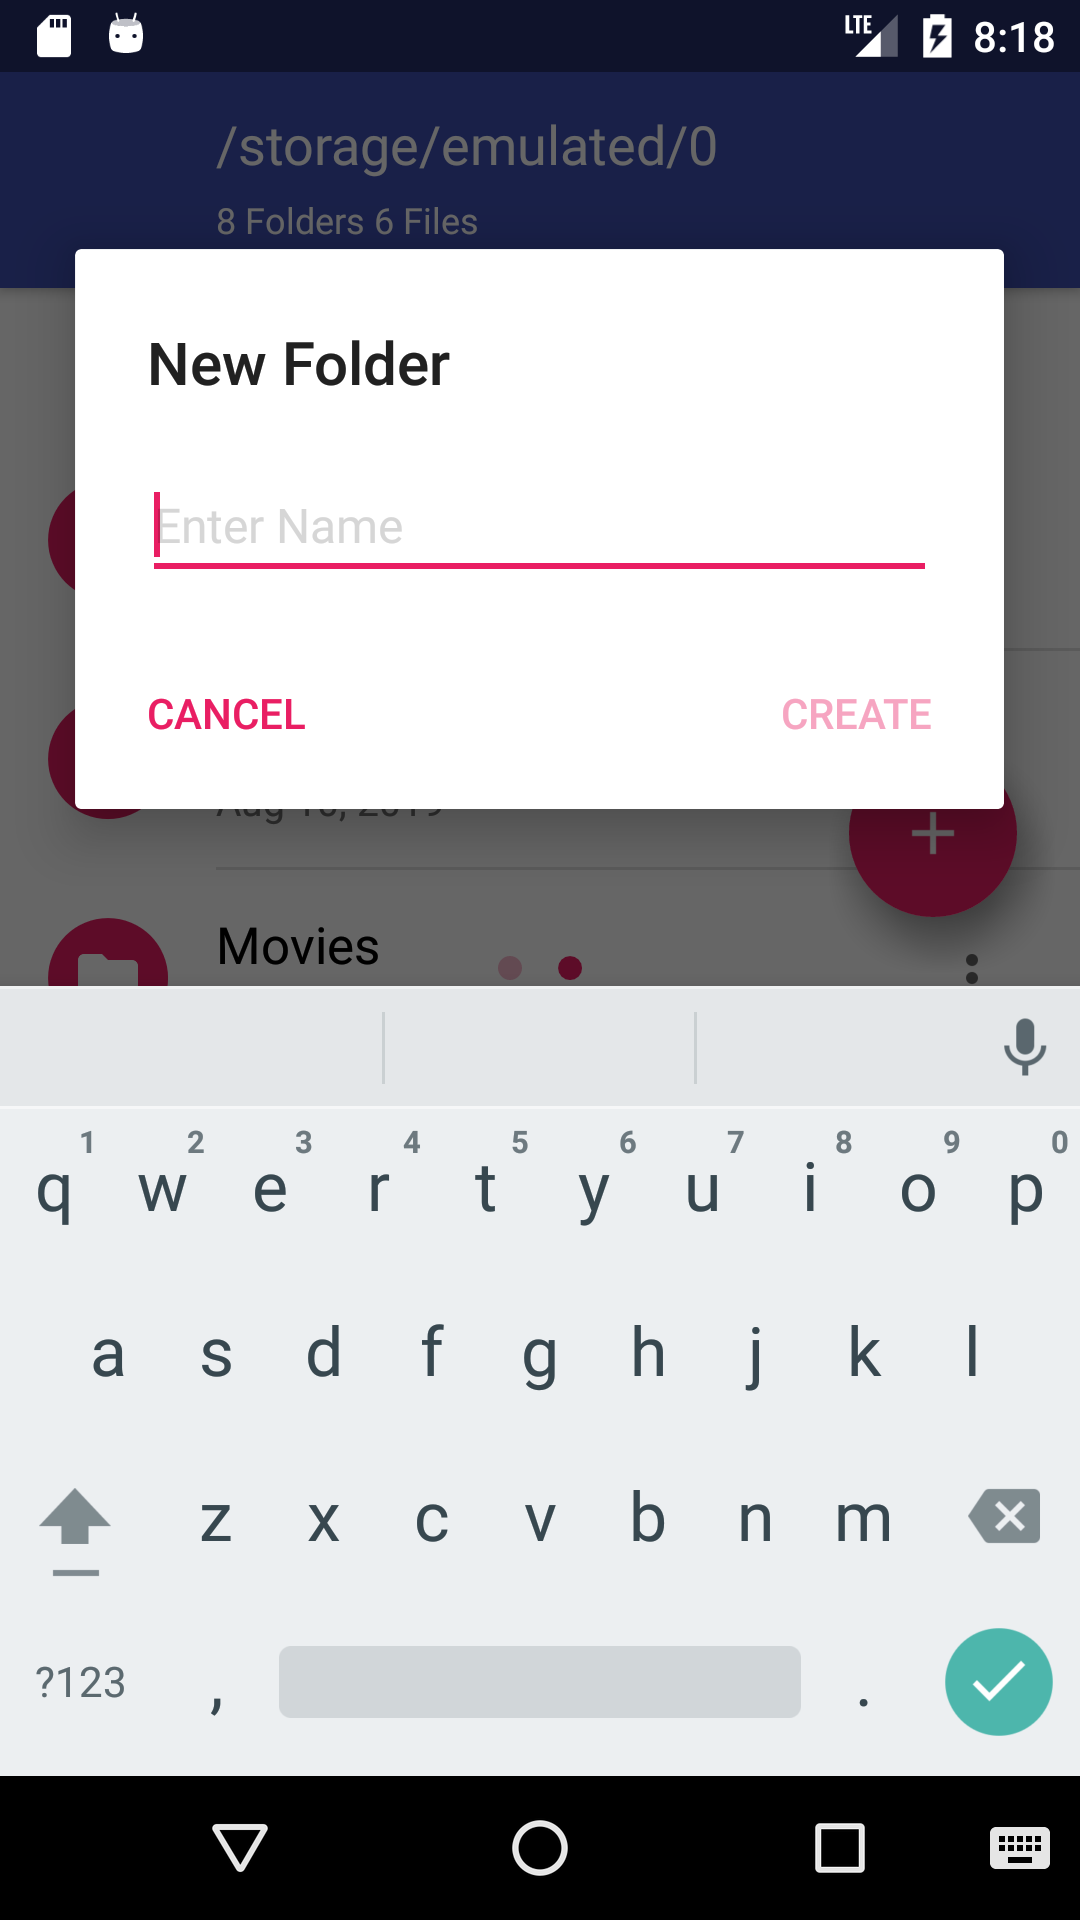 LTE 8:18
/storage/emulated/0
8 Folders 6 Files
New Folder
Enter Name
CANCEL CREATE
Movies
1 2 3 4 5 6 7 8 9 0
q w e r t y u i o p
a s d f g h j k l
z x c v b n m
?123 , .